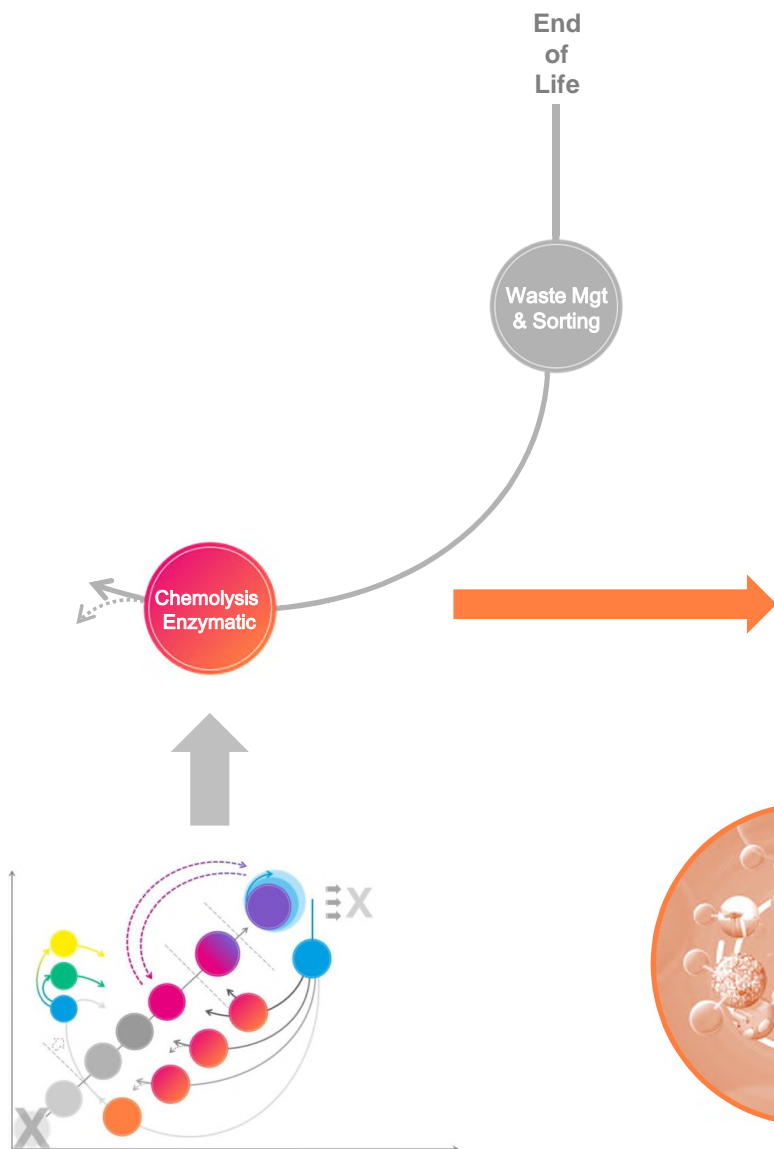 End
of
Life
Waste Mgt
& Sorting
Chemolysis
Enzymatic
X
X